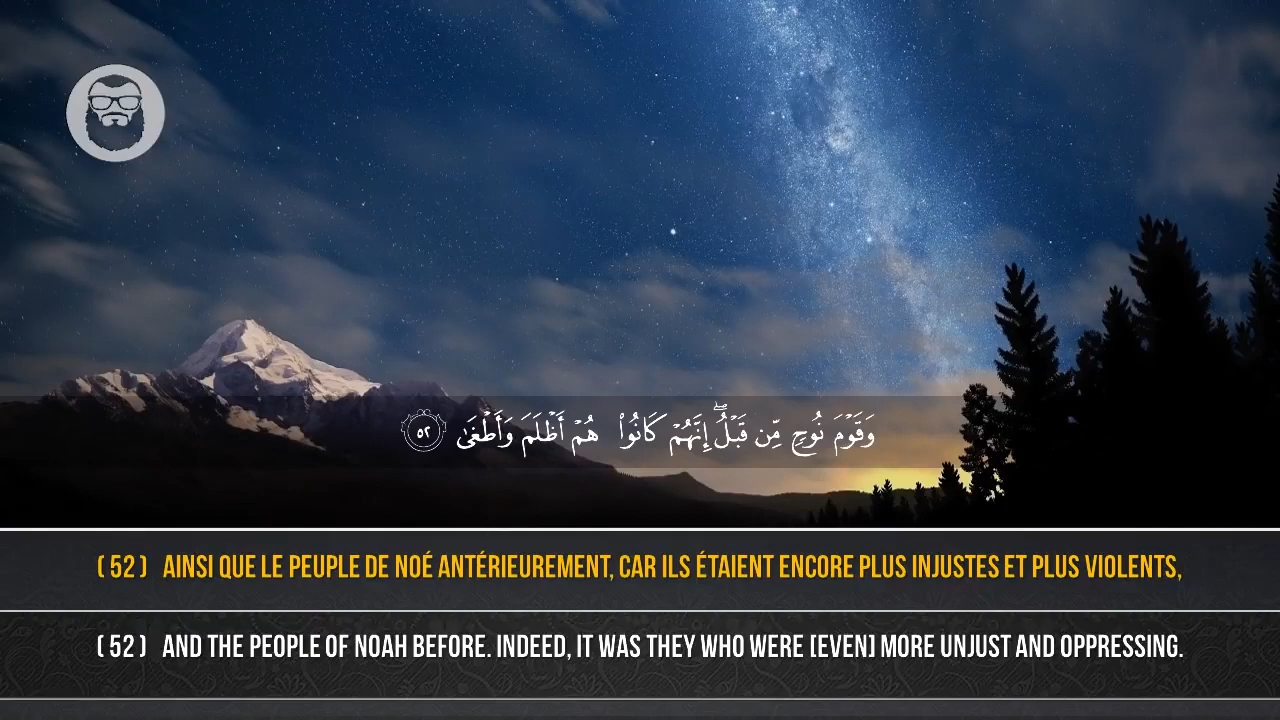 وَقَوْمَ نُوحٍ مِّن قَبْلُ ۖ إِنَّهُمْ كَانُوا۟ هُمْ أَظْلَمَ وَأَطْغَىٰ ٥٢
( 52 ) AINSI QUE LE PEUPLE DE NOÉ ANTÉRIEUREMENT, CAR ILS ÉTAIENT ENCORE PLUS INJUSTES ET PLUS VIOLENTS,
( 52 ) AND THE PEOPLE OF NOAH BEFORE. INDEED, IT WAS THEY WHO WERE [EVEN] MORE UNJUST AND OPPRESSING.